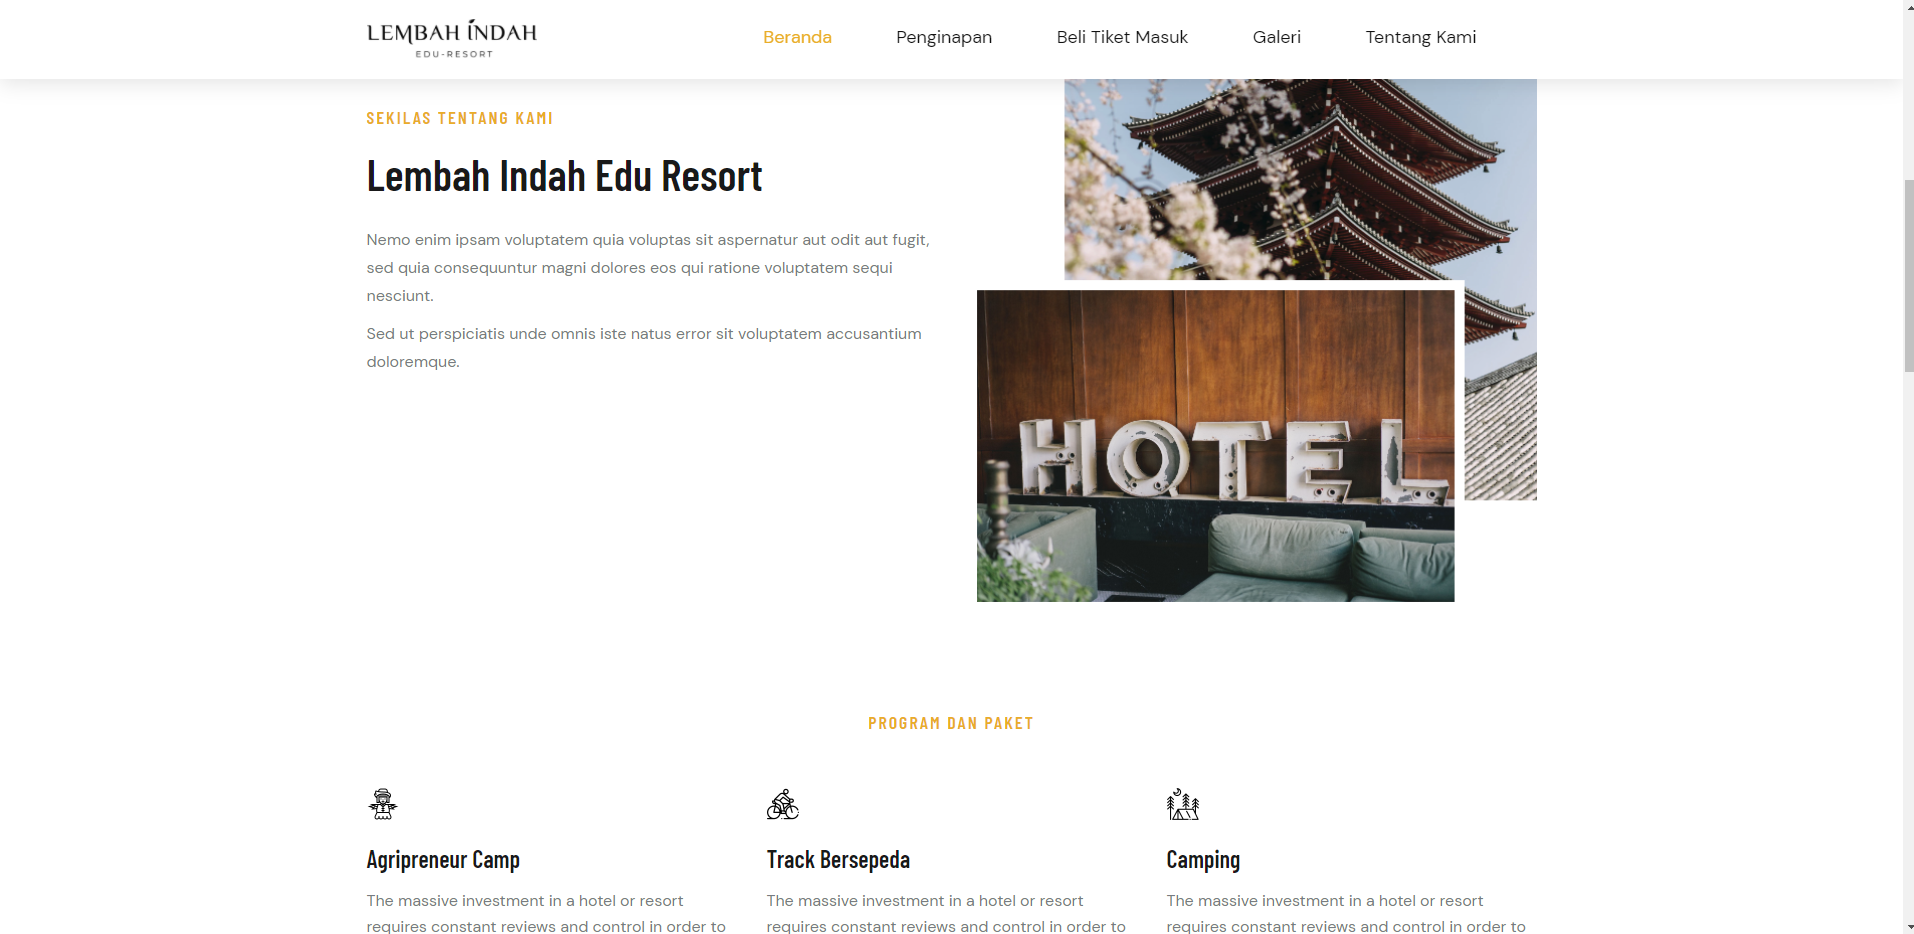 LEMBAH INDAH
EDU-RESORT
Beranda
Penginapan
Beli Tiket Masuk
Galeri
Tentang Kami
SEKILAS TENTANG KAMI
Lembah Indah Edu Resort
Nemo enim ipsam voluptatem quia voluptas sit aspernatur aut odit aut fugit,
sed quia consequuntur magni dolores eos qui ratione voluptatem sequi
nesciunt.
Sed ut perspiciatis unde omnis iste natus error sit voluptatem accusantium
doloremque.
HOTEL
PROGRAM DAN PAKET
Agripreneur Camp
The massive investment in a hotel or resort
requires constant reviews and control in order to
Track Bersepeda
The massive investment in a hotel or resort
requires constant reviews and control in order to
Camping
The massive investment in a hotel or resort
requires constant reviews and control in order to